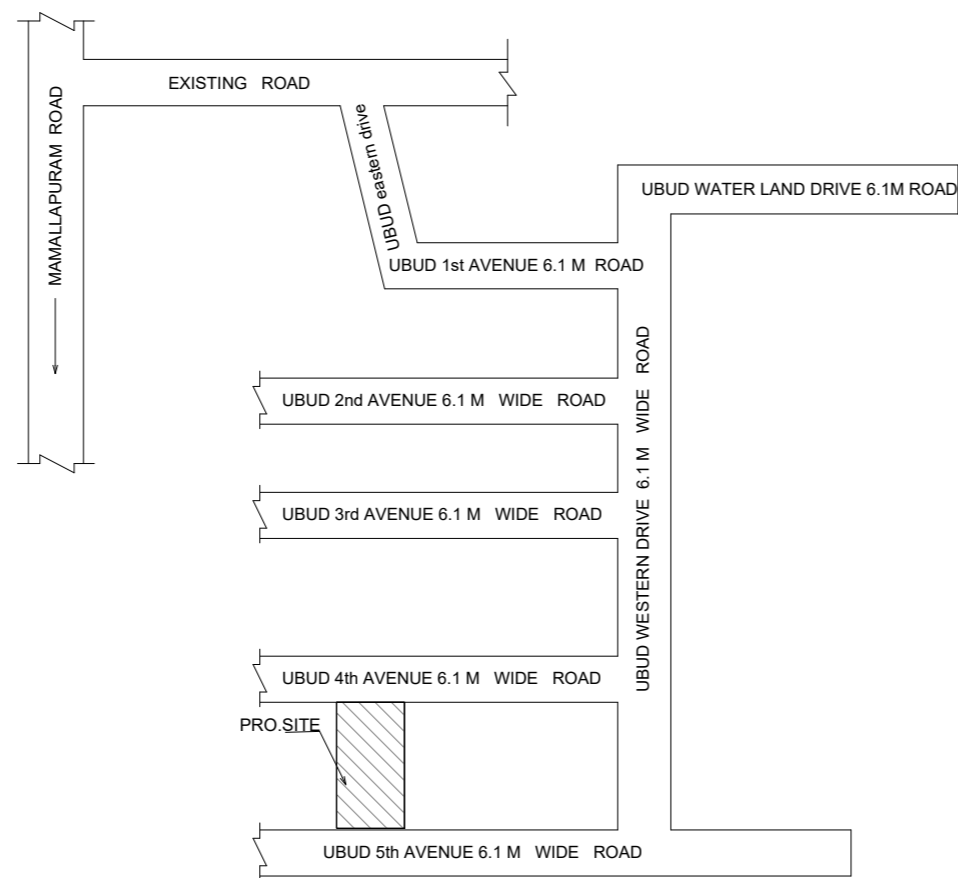 EXISTING ROAD
MAMALLAPURAM ROAD
UBUD eastern drive
UBUD WATER LAND DRIVE 6.1M ROAD
UBUD 1st AVENUE 6.1 M ROAD
UBUD 2nd AVENUE 6.1 M WIDE ROAD
UBUD WESTERN DRIVE 6.1 M WIDE ROAD
UBUD 3rd AVENUE 6.1 M WIDE ROAD
UBUD 4th AVENUE 6.1 M WIDE ROAD
PRO.SITE
UBUD 5th AVENUE 6.1 M WIDE ROAD